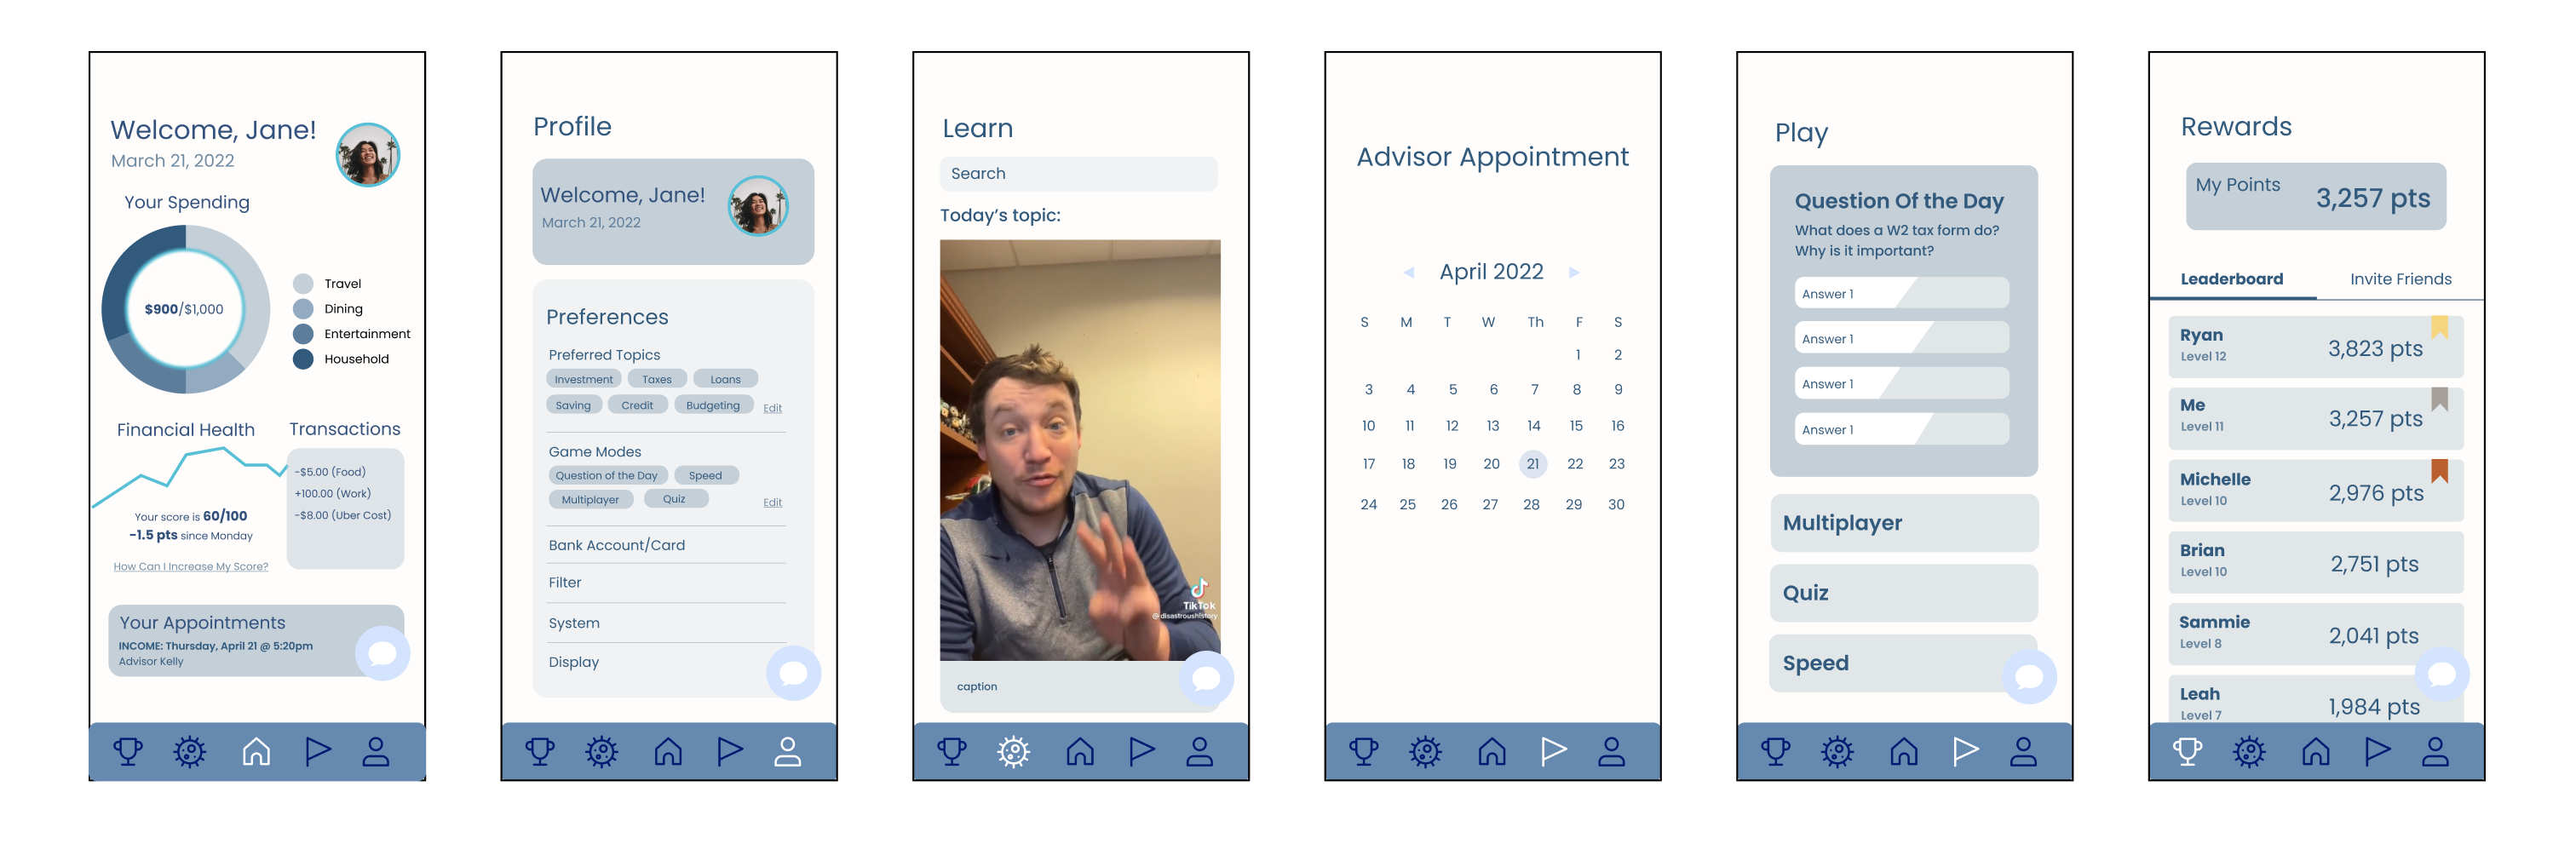 Welcome, Jane!
March 21, 2022
Your Spending
$900/$1,000
Travel
Dining
Entertainment
Household
Financial Health
Your score is 60/100
-1.5 pts since Monday
How Can I Increase My Score?
Transactions
-$5.00 (Food)
+100.00 (Work)
-$8.00 (Uber Cost)
Your Appointments
INCOME: Thursday, April 21 @ 5:20pm
Advisor Kelly
Profile
Welcome, Jane!
March 21, 2022
Preferences
Preferred Topics
Investment Taxes Loans
Saving Credit Budgeting Edit
Game Modes
Question of the Day Speed
Multiplayer Quiz Edit
Bank Account/Card
Filter
System
Display
Learn
Search
Today's topic:
TikTok
@disastroushistory
caption
Advisor Appointment
April 2022
S M T W Th F S
1 2
3 4 5 6 7 8 9
10 11 12 13 14 15 16
17 18 19 20 21 22 23
24 25 26 27 28 29 30
Play
Question Of the Day
What does a W2 tax form do?
Why is it important?
Answer 1
Answer 1
Answer 1
Answer 1
Multiplayer
Quiz
Speed
Rewards
My Points 3,257 pts
Leaderboard Invite Friends
Ryan
Level 12
3,823 pts
Me
Level 11
3,257 pts
Michelle
Level 10
2,976 pts
Brian
Level 10
2,751 pts
Sammie
Level 8
2,041 pts
Leah
Level 7
1,984 pts